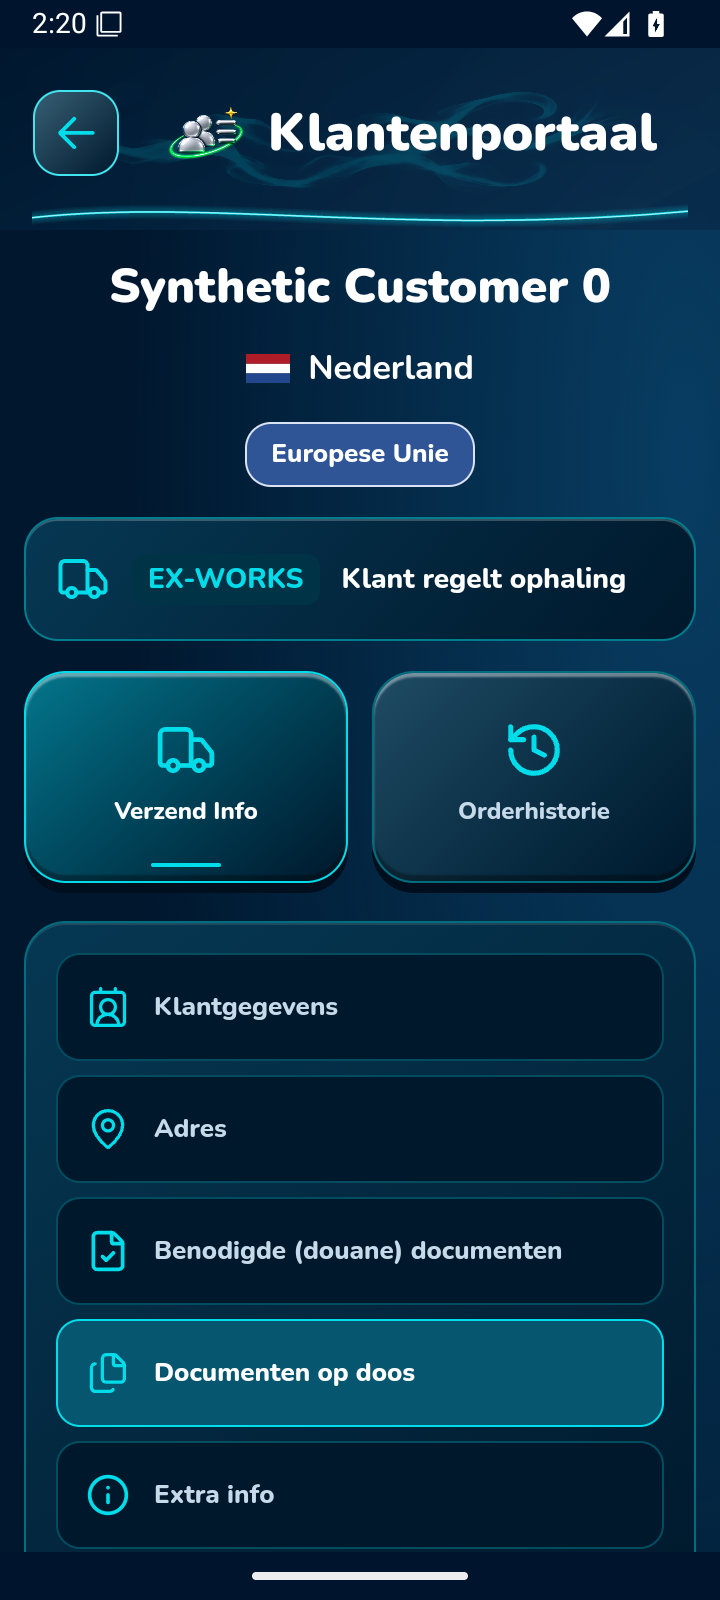 2:20
Klantenportaal
Synthetic Customer 0
Nederland
Europese Unie
EX-WORKS Klant regelt ophaling
Verzend Info
Orderhistorie
Klantgegevens
Adres
Benodigde (douane) documenten
Documenten op doos
Extra info